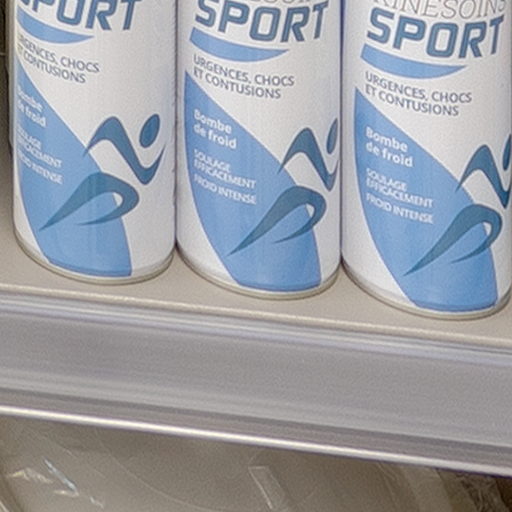 SPORT
URGENCES, CHOCS
ET CONTUSIONS
Bombe
de froid
SOULAGE
EFFICACEMENT
FROID INTENSE
SPORT
URGENCES, CHOCS
ET CONTUSIONS
Bombe
de froid
SOULAGE
EFFICACEMENT
FROID INTENSE
KINESOINS
SPORT
URGENCES, CHOCS
ET CONTUSIONS
Bombe
de froid
SOULAGE
EFFICACEMENT
FROID INTENSE